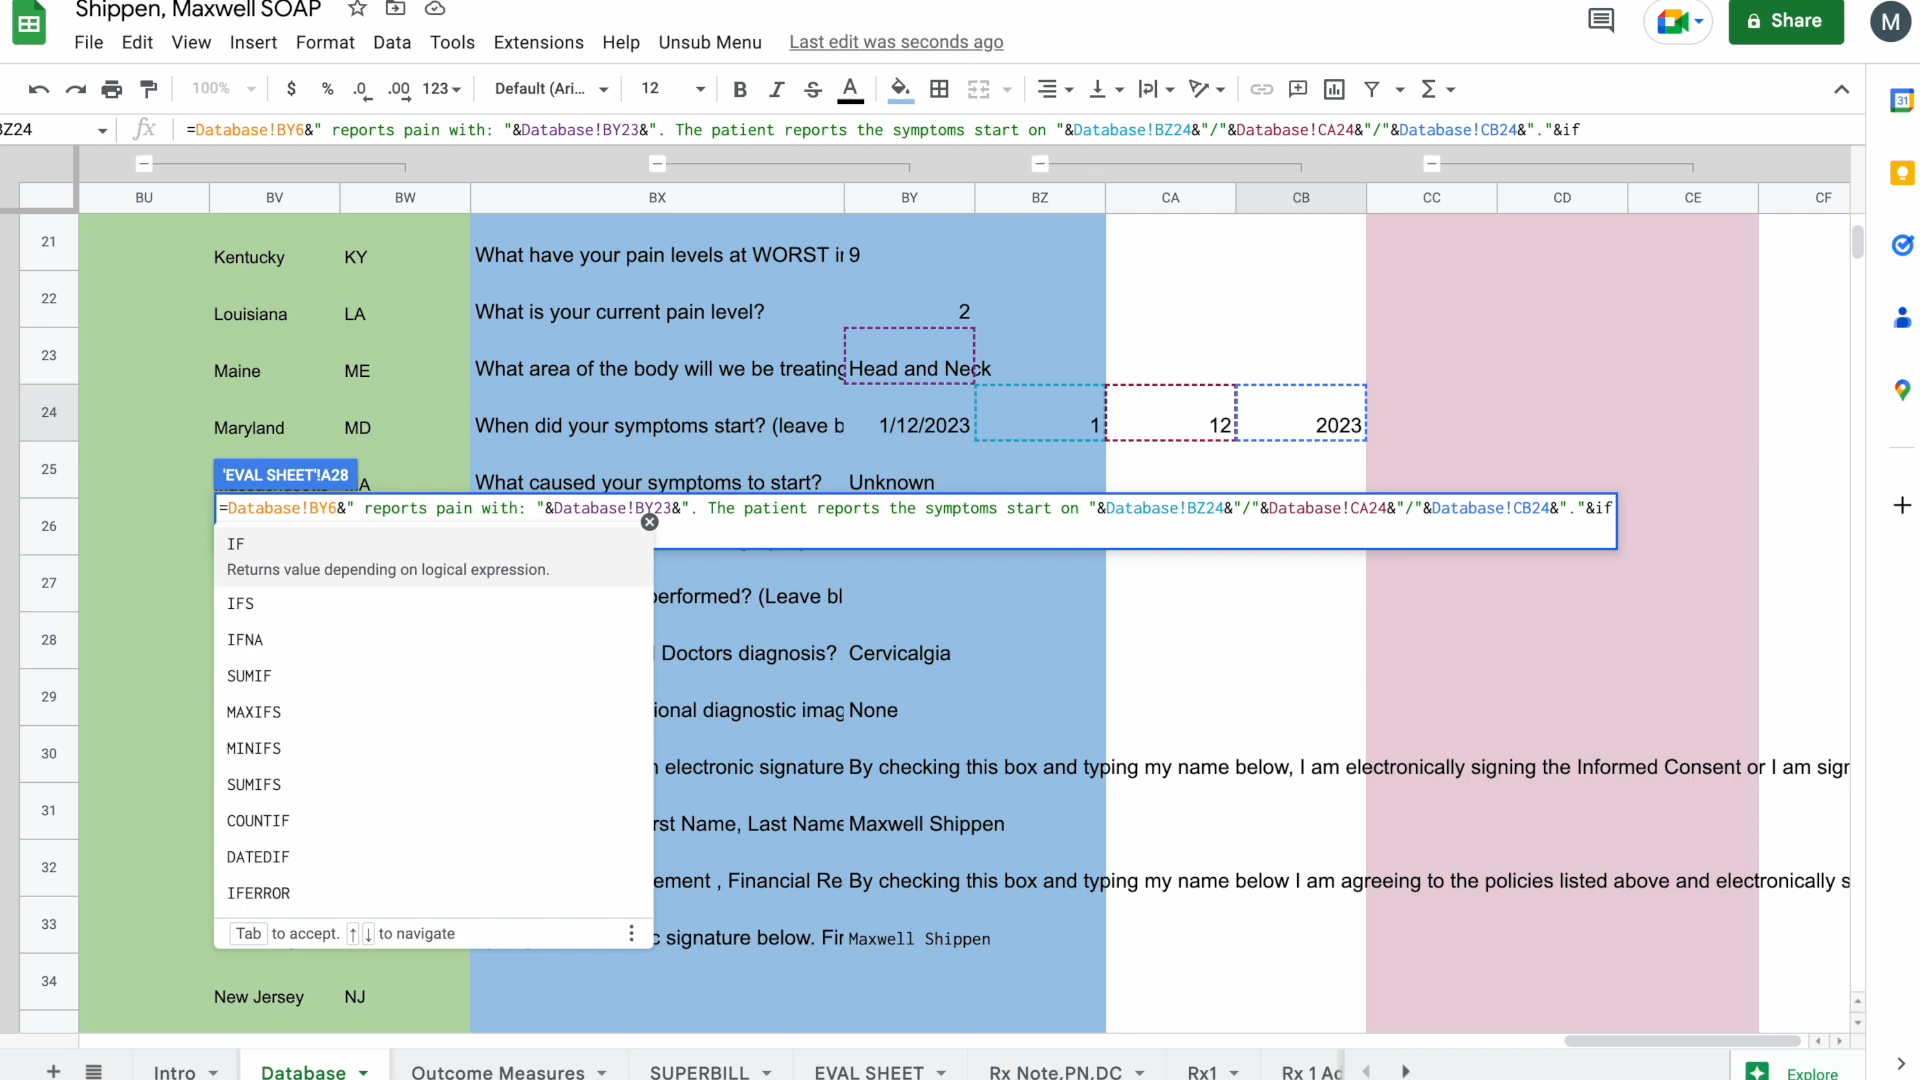 Shippen, Maxwell SOAP
File Edit View Insert Format Data Tools Extensions Help Unsub Menu Last edit was seconds ago
Share
M
100% $ % .0 .00 123 Default (Ari... 12 B I S A Σ
31
Z24 fx =Database!BY6&" reports pain with: "&Database!BY23&". The patient reports the symptoms start on "&Database!BZ24&"/"&Database!CA24&"/"&Database!CB24&"."&if
BU BV BW BX BY BZ CA CB CC CD CE CF
21 Kentucky KY What have your pain levels at WORST in 9
22 Louisiana LA What is your current pain level? 2
23 Maine ME What area of the body will we be treating Head and Neck
24 Maryland MD When did your symptoms start? (leave b 1/12/2023 1 12 2023
'EVAL SHEET'!A28
25 MA What caused your symptoms to start? Unknown
=Database!BY6&" reports pain with: "&Database!BY23&". The patient reports the symptoms start on "&Database!BZ24&"/"&Database!CA24&"/"&Database!CB24&"."&if
26
IF
Returns value depending on logical expression.
27 performed? (Leave bl
IFS
IFNA
28 Doctors diagnosis? Cervicalgia
SUMIF
29 ional diagnostic imag None
MAXIFS
MINIFS
30 electronic signature By checking this box and typing my name below, I am electronically signing the Informed Consent or I am sigr
SUMIFS
31 rst Name, Last Name Maxwell Shippen
COUNTIF
DATEDIF
32 ement , Financial Re By checking this box and typing my name below I am agreeing to the policies listed above and electronically s
IFERROR
33 c signature below. Fir Maxwell Shippen
Tab to accept. ↑ ↓ to navigate
34 New Jersey NJ
Intro Database Outcome Measures SUPERBILL EVAL SHEET Rx Note,PN,DC Rx1 Rx 1 Ad Explore